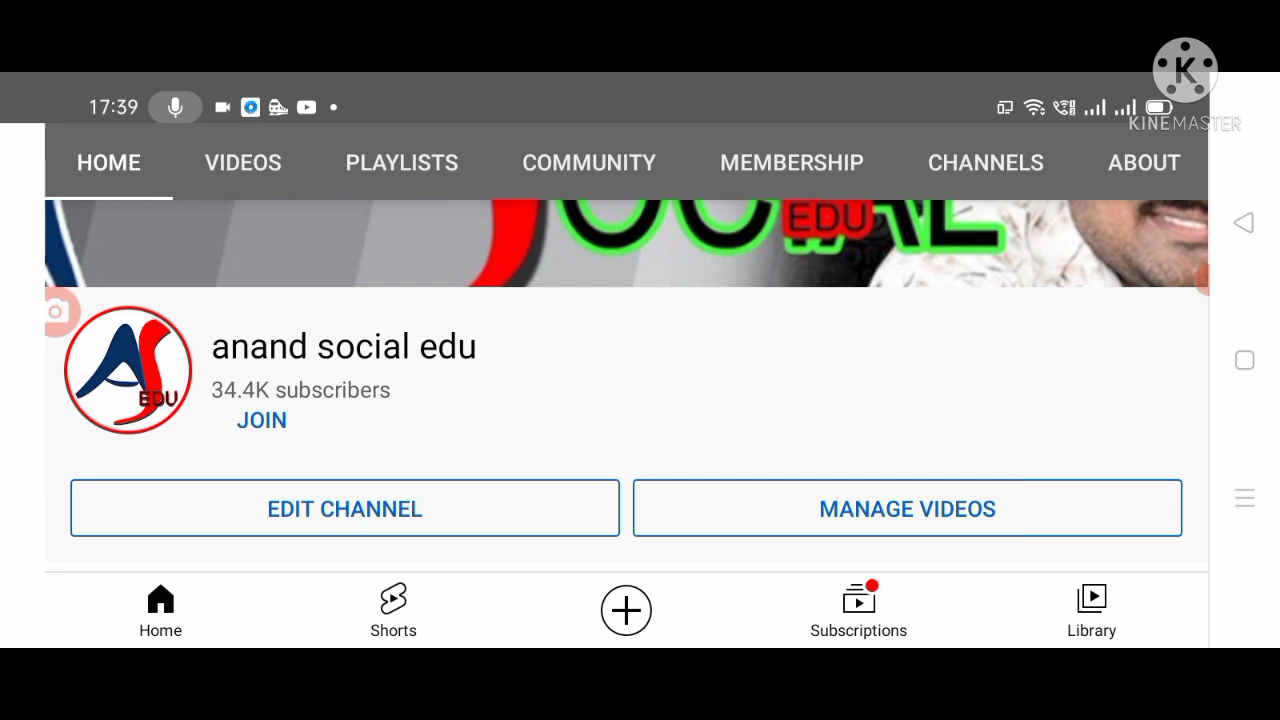 KINEMASTER
17:39
HOME VIDEOS PLAYLISTS COMMUNITY MEMBERSHIP CHANNELS ABOUT
EDU
AS EDU
anand social edu
34.4K subscribers
JOIN
EDIT CHANNEL MANAGE VIDEOS
Home Shorts Subscriptions Library